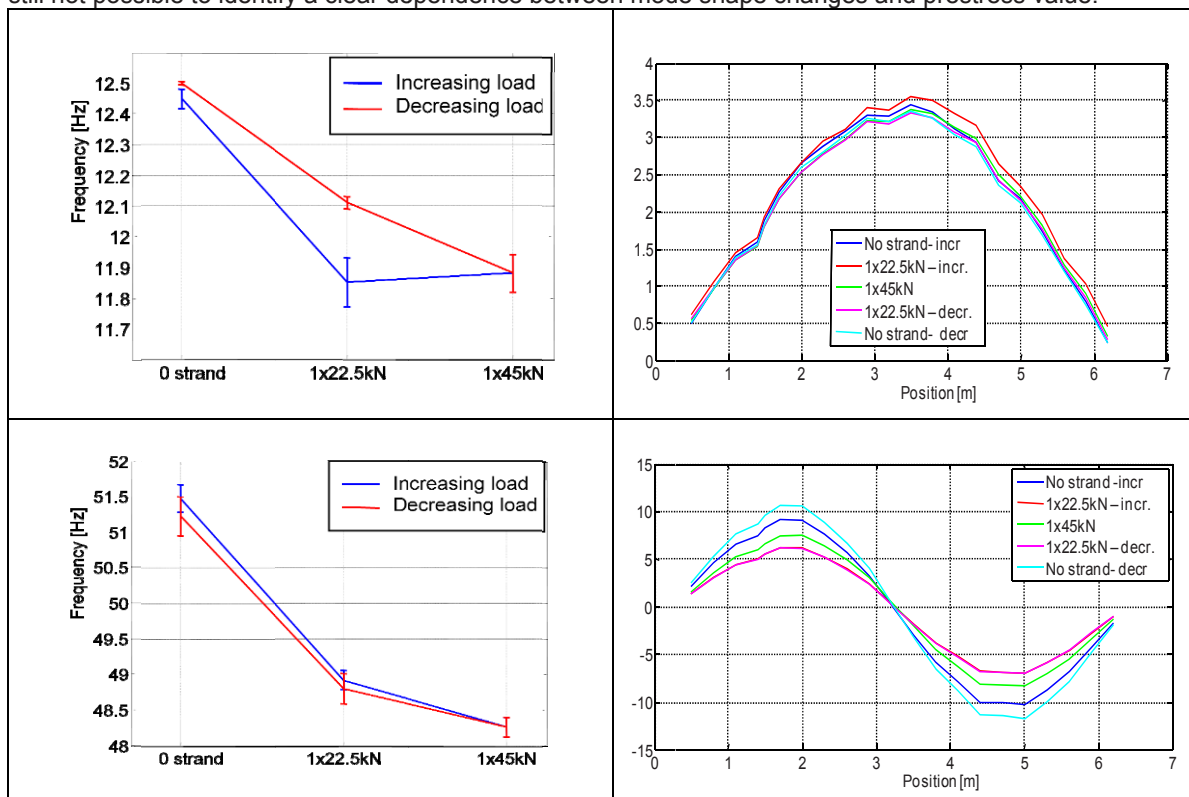 still not possible to identify a clear dependence between mode shape changes and prestress value.
Increasing load
Decreasing load
Frequency [Hz]
12.5
12.4
12.3
12.2
12.1
12
11.9
11.8
11.7
0 strand 1x22.5kN 1x45kN
4
3.5
3
2.5
2
1.5
1
0.5
0
No strand- incr
1x22.5kN – incr.
1x45kN
1x22.5kN – decr.
No strand- decr
0 1 2 3 4 5 6 7
Position [m]
Increasing load
Decreasing load
Frequency [Hz]
52
51.5
51
50.5
50
49.5
49
48.5
48
0 strand 1x22.5kN 1x45kN
15
10
5
0
-5
-10
-15
No strand -incr
1x22.5kN – incr.
1x45kN
1x22.5kN – decr.
No strand- decr
0 1 2 3 4 5 6 7
Position [m]